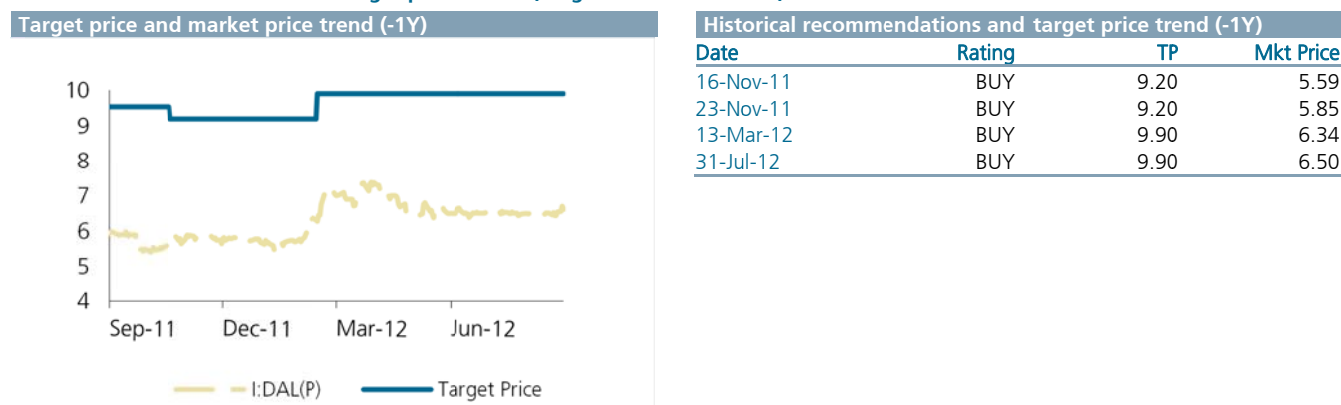 Target price and market price trend (-1Y)
10
9
8
7
6
5
4
Sep-11 Dec-11 Mar-12 Jun-12
I:DAL(P) Target Price
Historical recommendations and target price trend (-1Y)
Date Rating TP Mkt Price
16-Nov-11 BUY 9.20 5.59
23-Nov-11 BUY 9.20 5.85
13-Mar-12 BUY 9.90 6.34
31-Jul-12 BUY 9.90 6.50